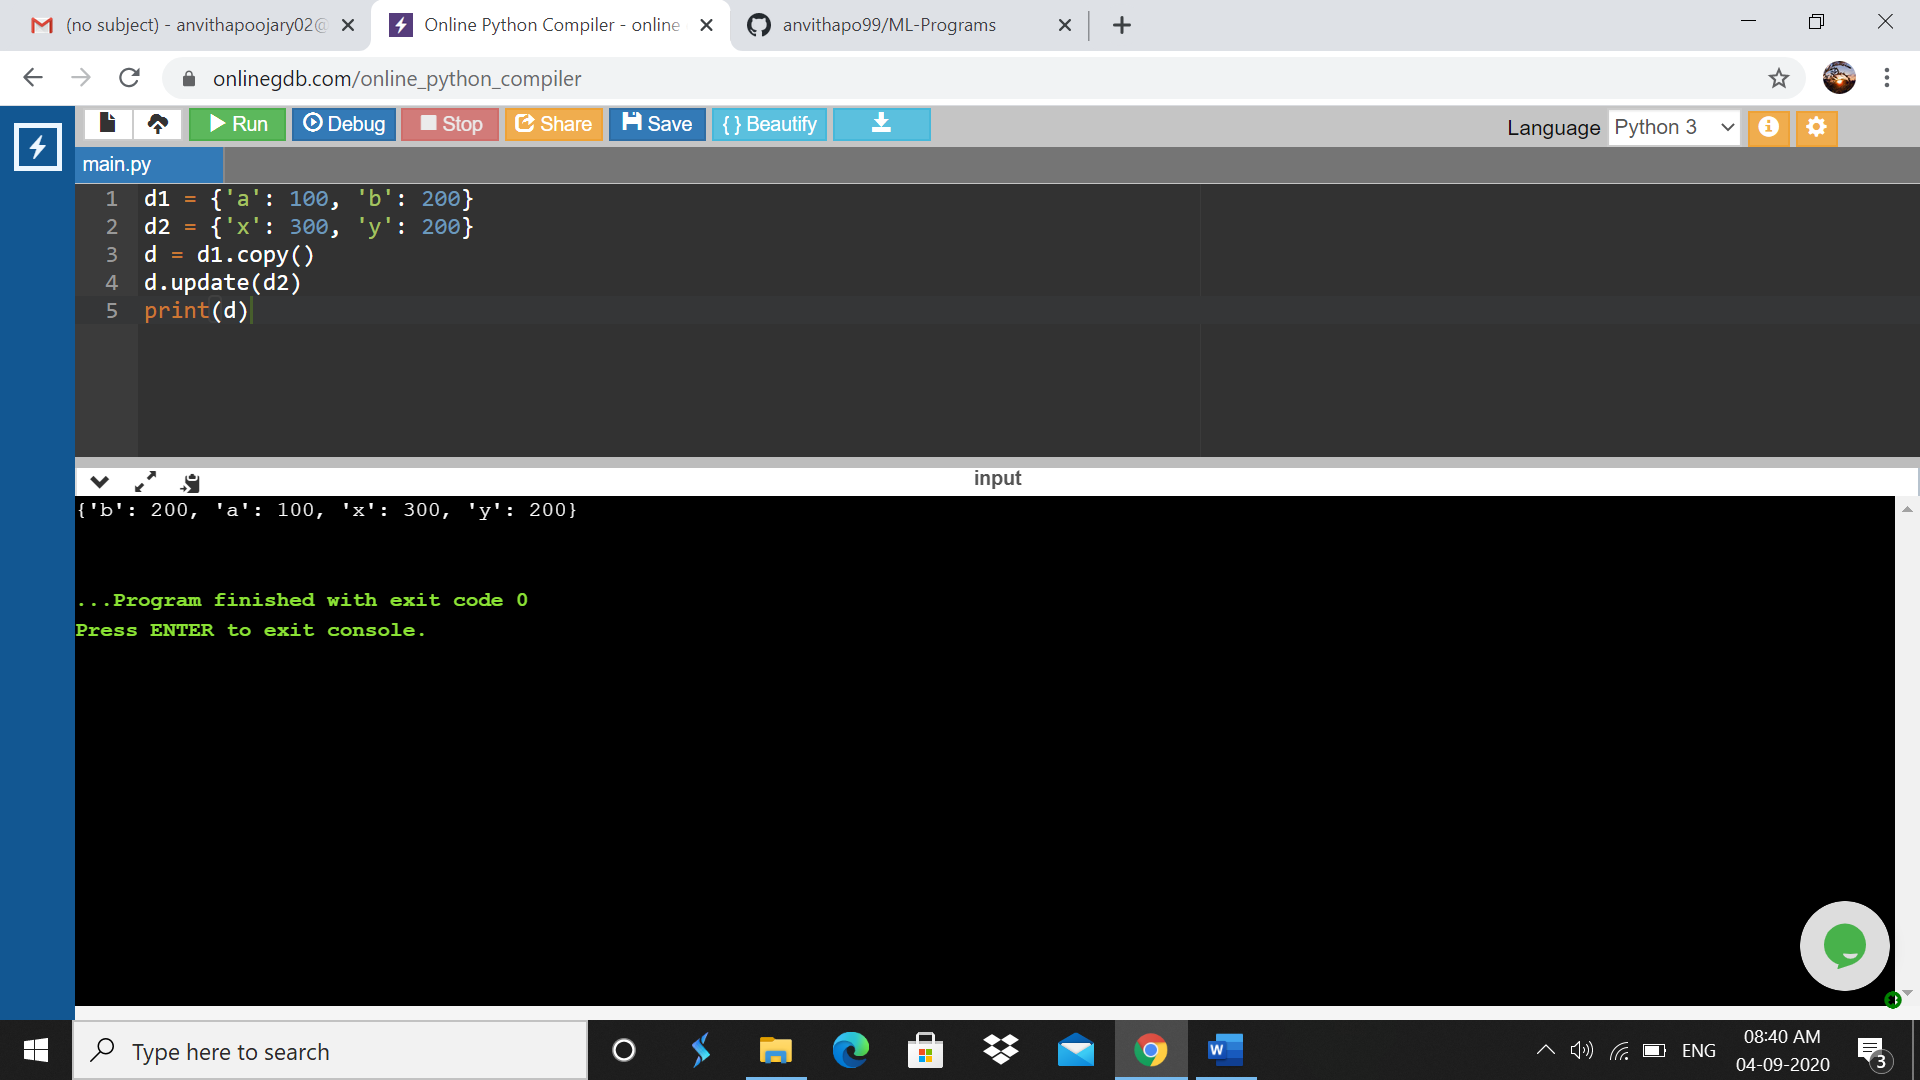 (no subject) - anvithapoojary02@
Online Python Compiler - online
anvithapo99/ML-Programs
onlinegdb.com/online_python_compiler
Run Debug Stop Share Save { } Beautify
Language Python 3
main.py
1 d1 = {'a': 100, 'b': 200}
2 d2 = {'x': 300, 'y': 200}
3 d = d1.copy()
4 d.update(d2)
5 print(d)
input
{'b': 200, 'a': 100, 'x': 300, 'y': 200}
...Program finished with exit code 0
Press ENTER to exit console.
Type here to search
W
ENG
08:40 AM
04-09-2020
3